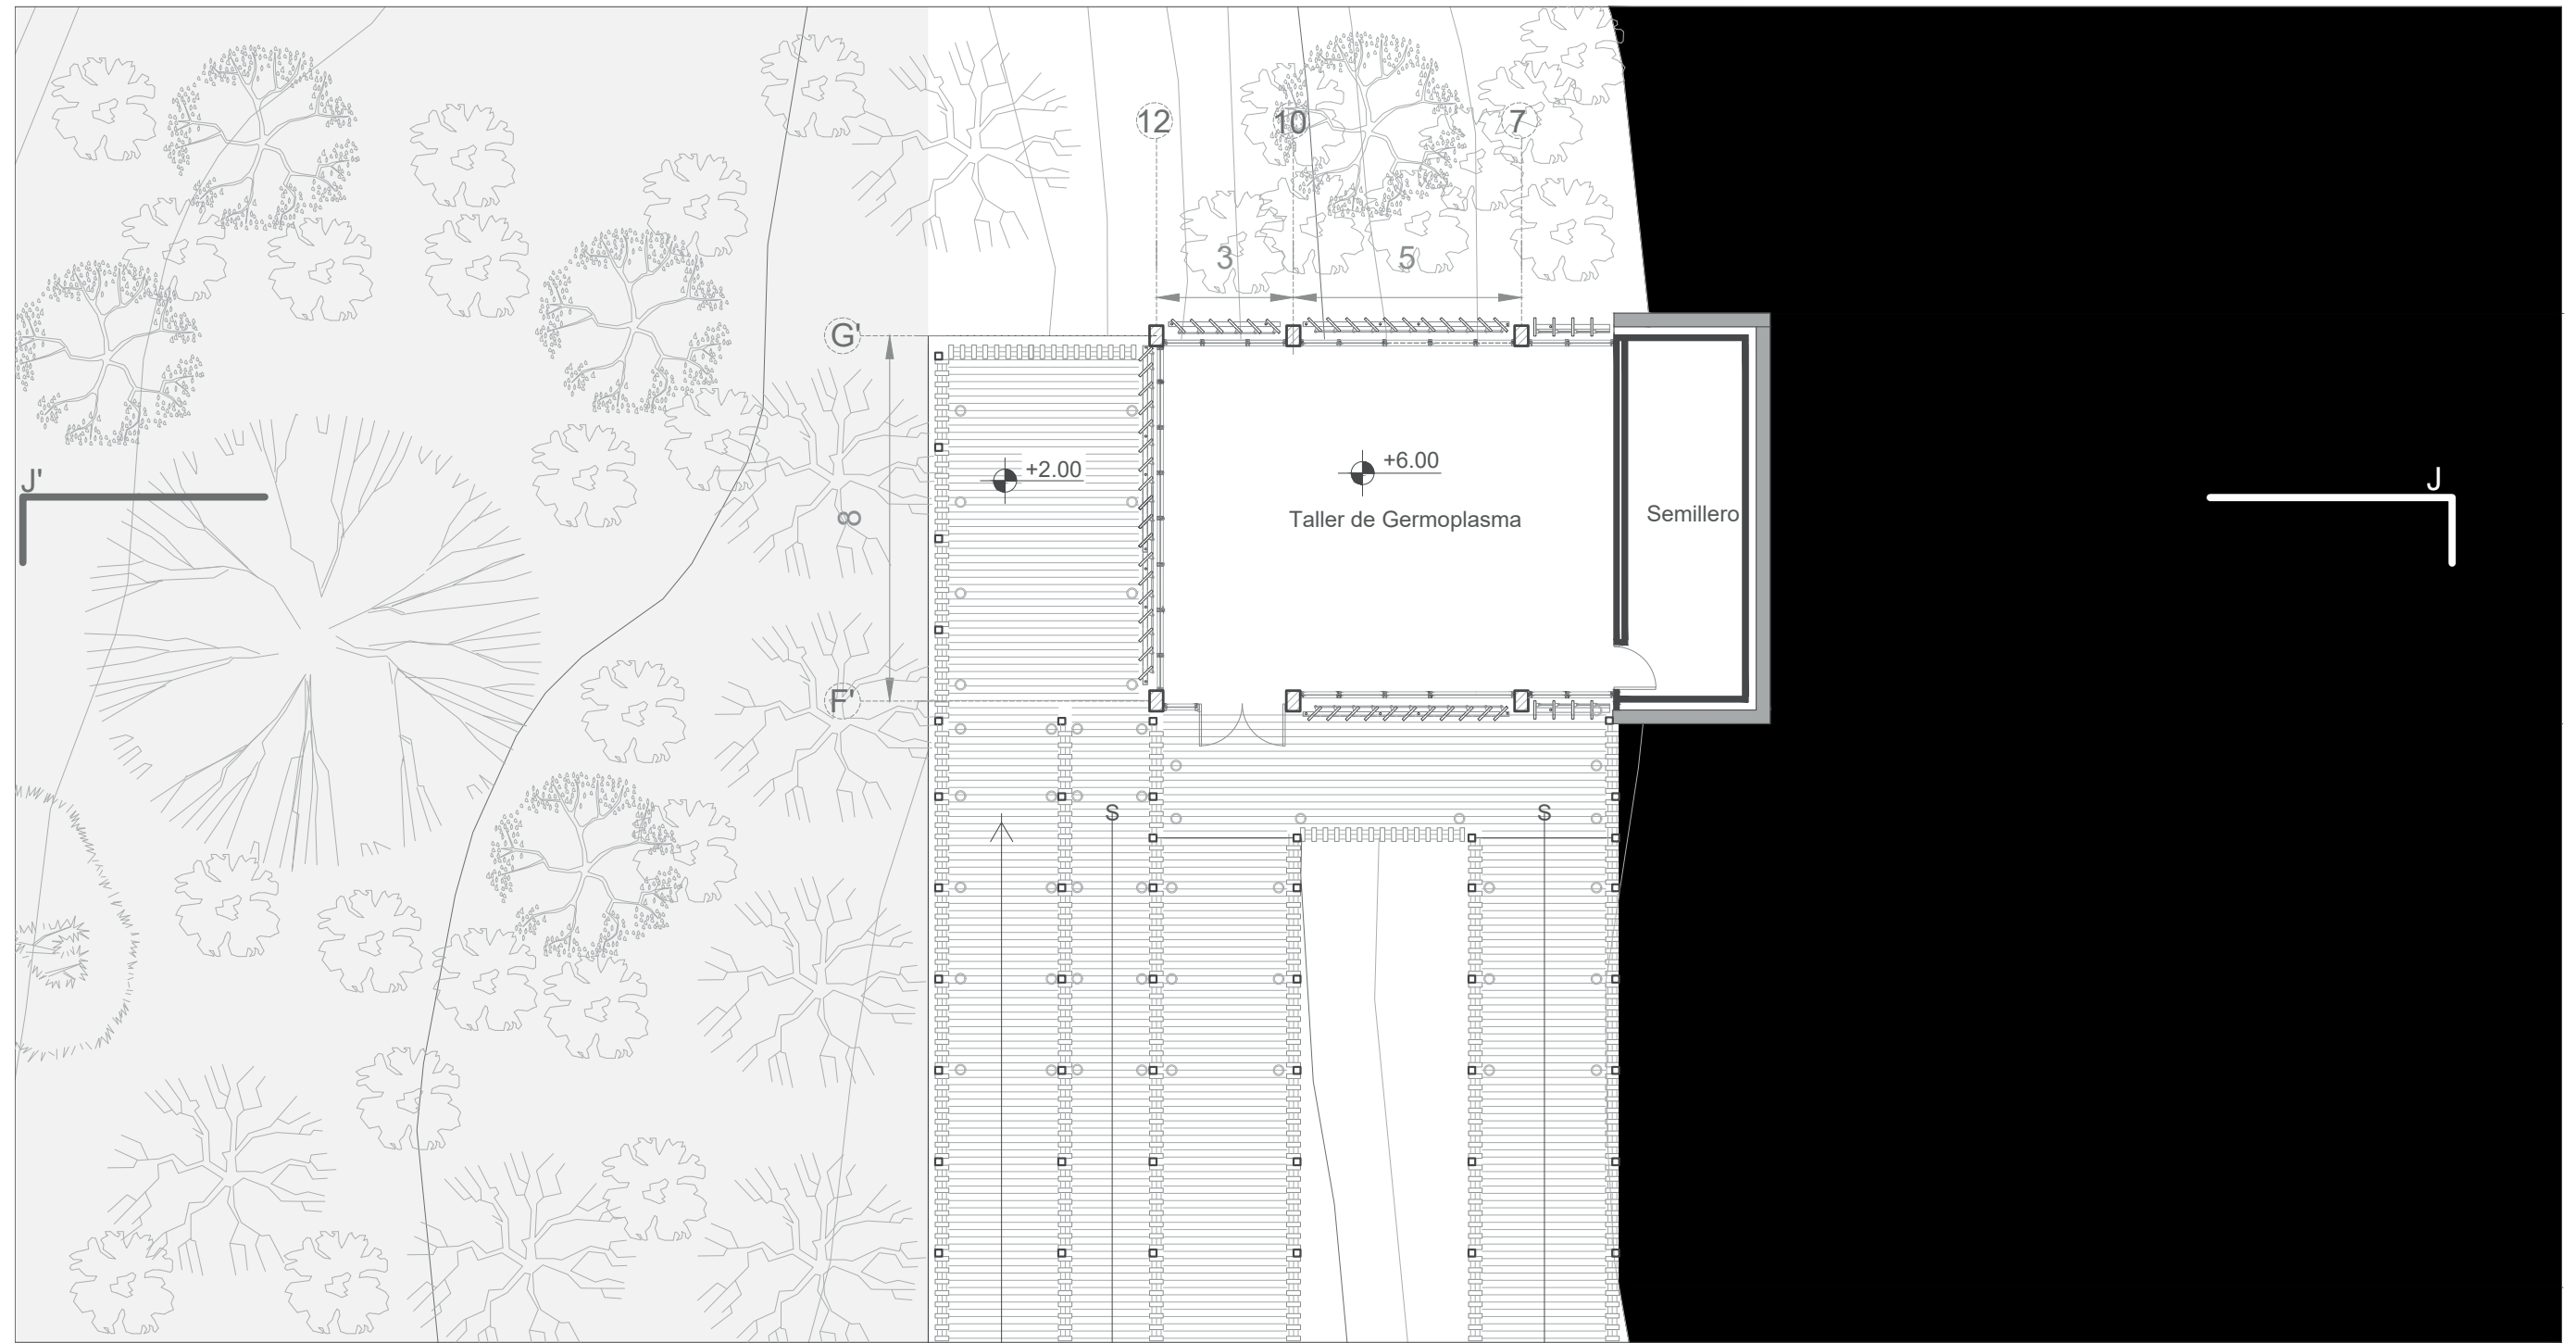 12 10 7
3 5
G'
+6.00
+2.00
J' J
Semillero
8 Taller de Germoplasma
F'
S S